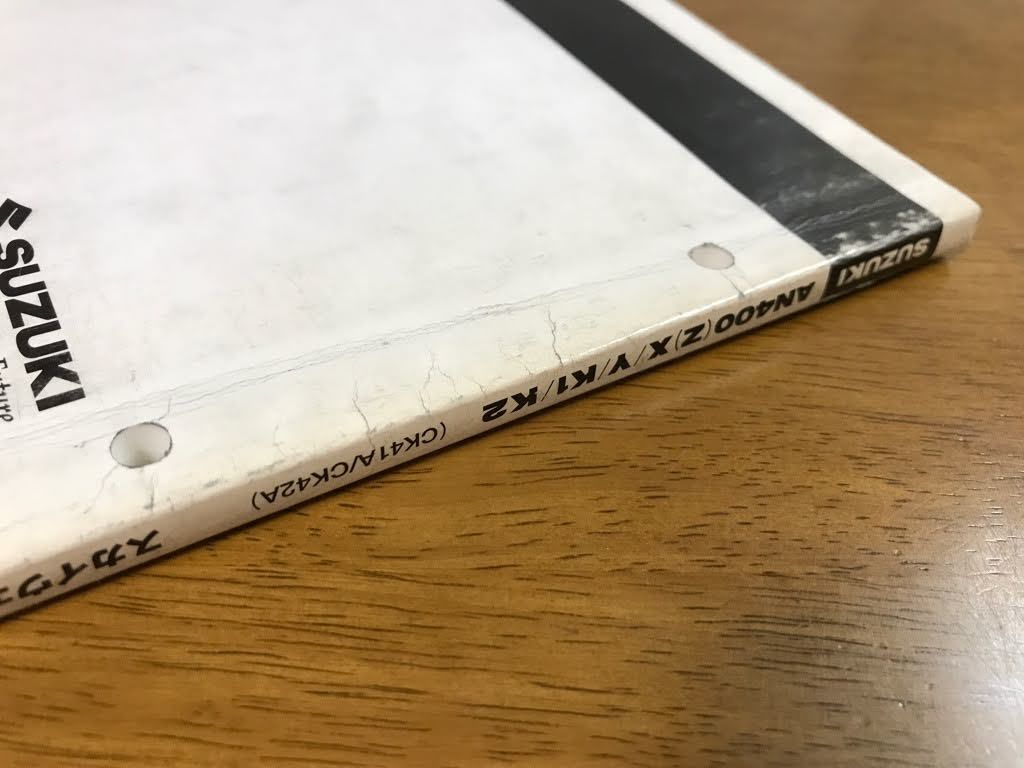 SUZUKI
AN400(Z)X/Y/K1/K2
(CK41A/CK42A)
スカイウ
SUZUKI